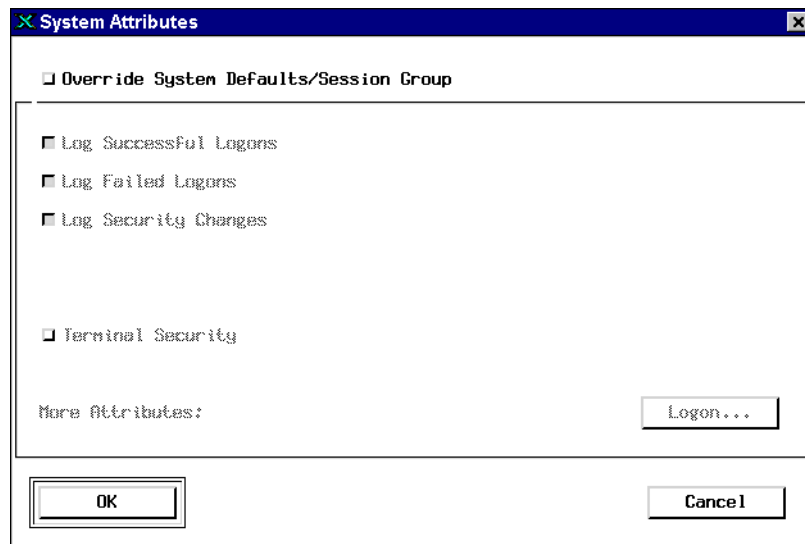 System Attributes
Override System Defaults/Session Group
Log Successful Logons
Log Failed Logons
Log Security Changes
Terminal Security
More Attributes:
Logon...
OK
Cancel